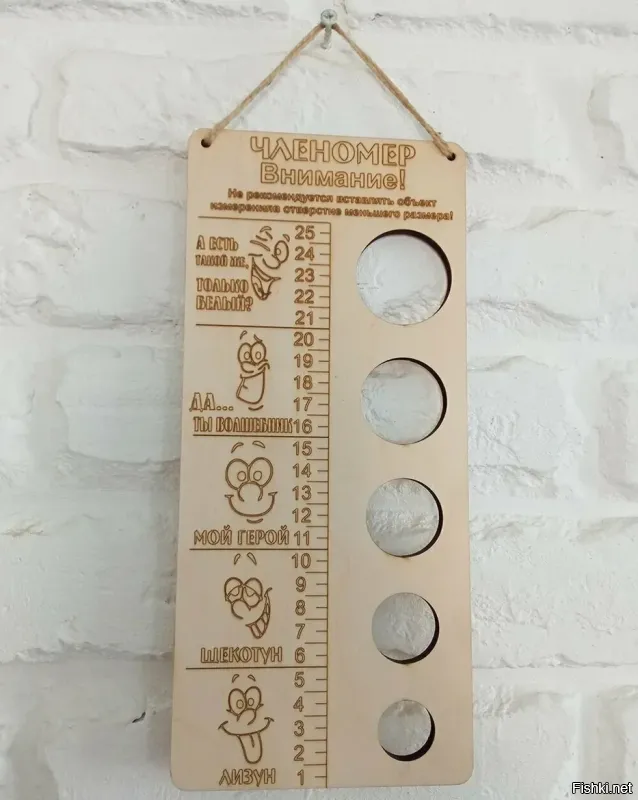 ЧЛЕНОМЕР
Внимание!
Не рекомендуется вставлять объект
измерения в отверстие меньшего размера!
25
А ЕСТЬ
24
ТАКОЙ ЖЕ,
23
ТОЛЬКО
22
БЕЛЫЙ?
21
20
19
18
17
ДА...
ТЫ ВОЛШЕБНИК 16
15
14
13
12
МОЙ ГЕРОЙ 11
10
9
8
7
ЩЕКОТУН 6
5
4
3
2
ЛИЗУН 1
Fishki.net